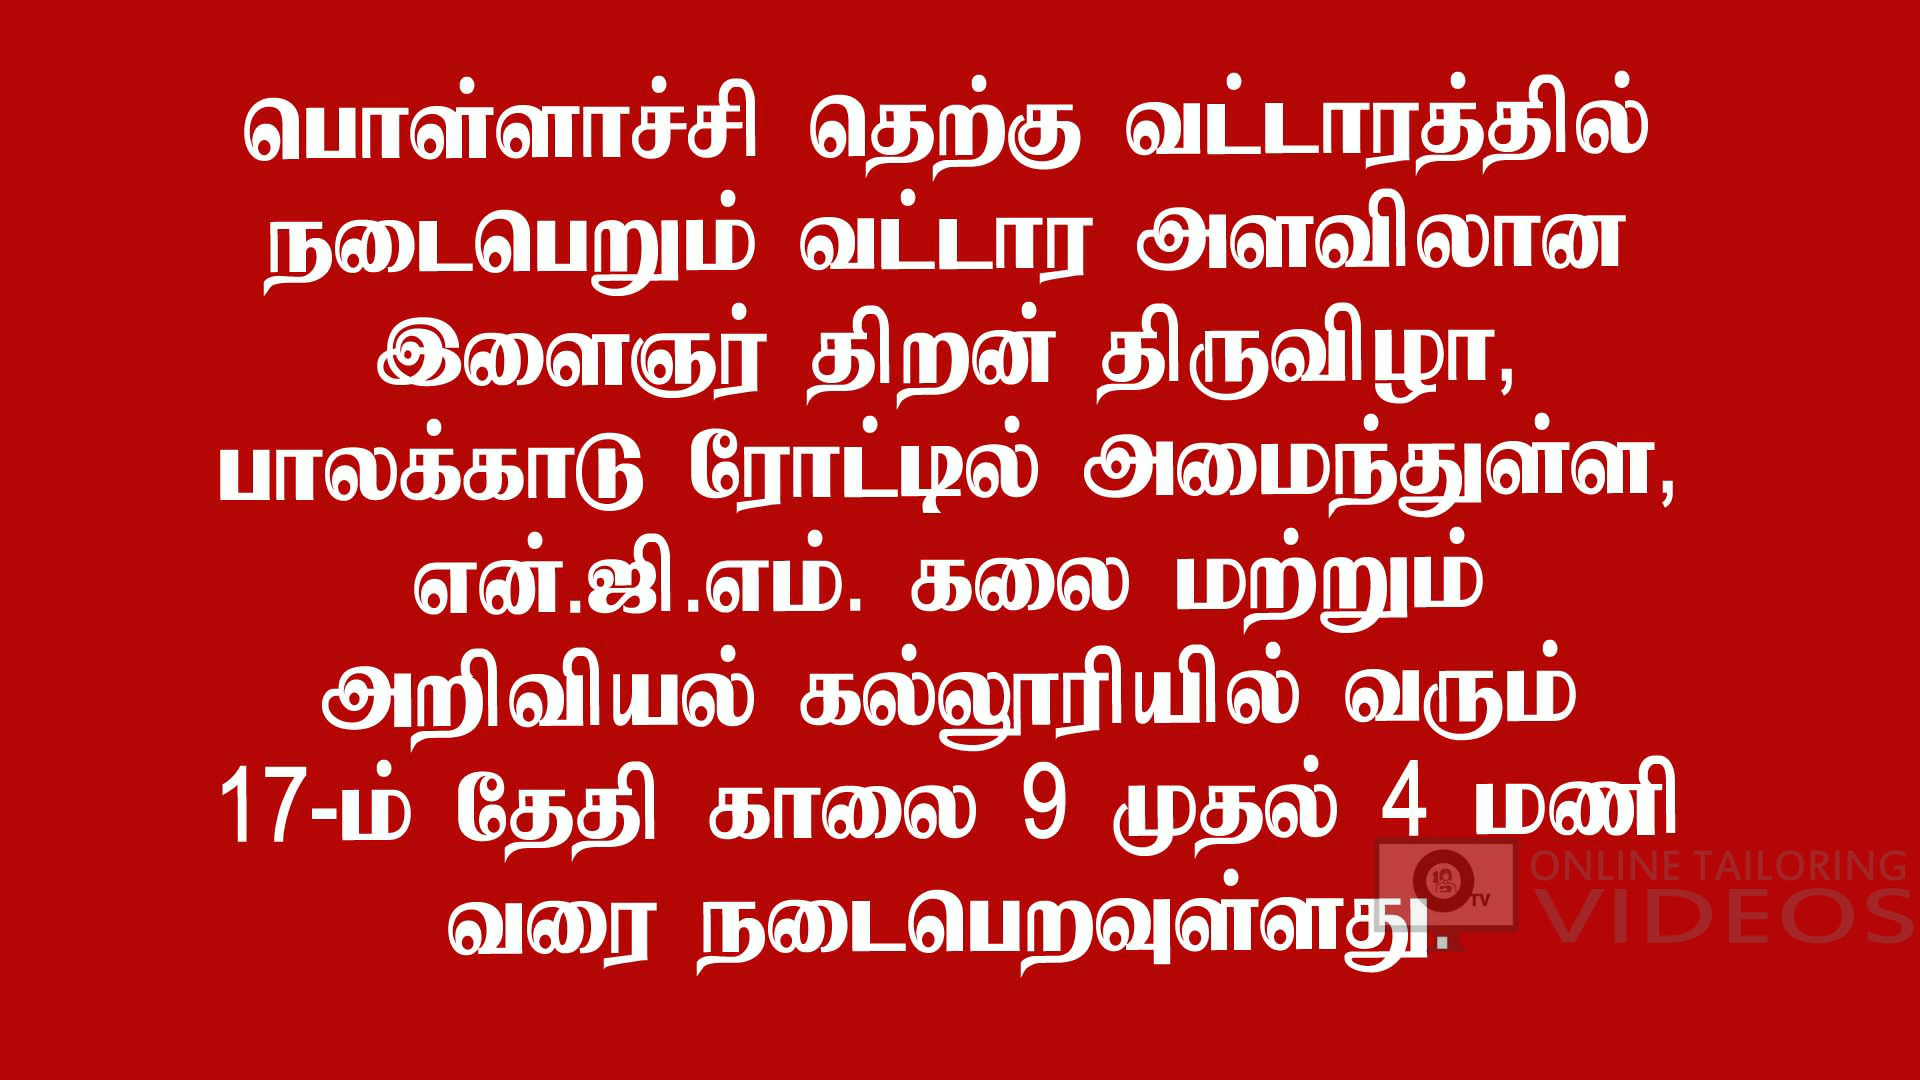 பொள்ளாச்சி தெற்கு வட்டாரத்தில்
நடைபெறும் வட்டார அளவிலான
இளைஞர் திறன் திருவிழா,
பாலக்காடு ரோட்டில் அமைந்துள்ள,
என்.ஜி.எம். கலை மற்றும்
அறிவியல் கல்லூரியில் வரும்
17-ம் தேதி காலை 9 முதல் 4 மணி
வரை நடைபெறவுள்ளது.
TV
ONLINE TAILORING
VIDEOS